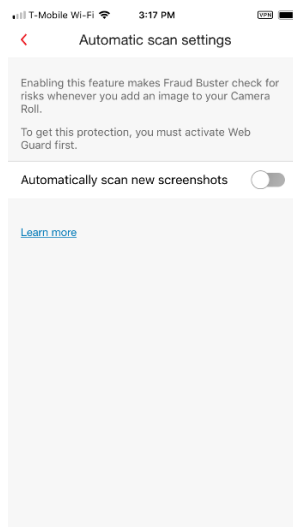 T-Mobile Wi-Fi 3:17 PM VPN
Automatic scan settings
Enabling this feature makes Fraud Buster check for
risks whenever you add an image to your Camera
Roll.
To get this protection, you must activate Web
Guard first.
Automatically scan new screenshots
Learn more